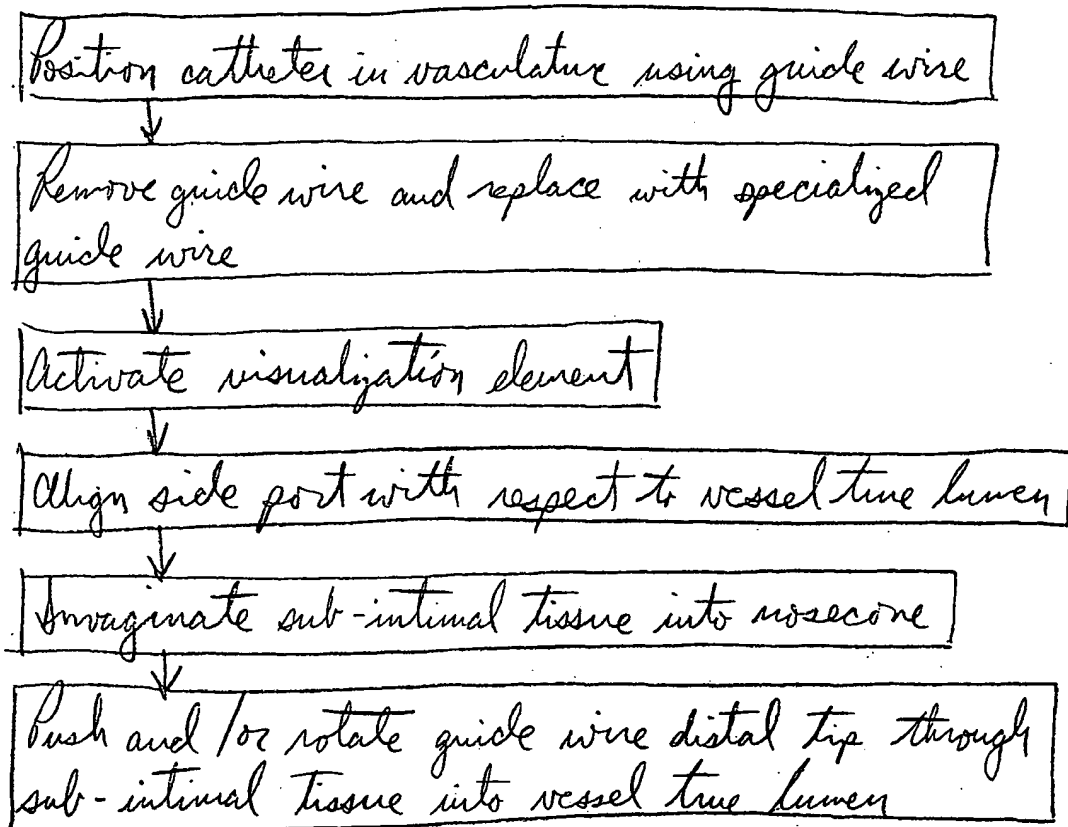 Position catheter in vasculature using guide wire
Remove guide wire and replace with specialized
guide wire
Activate visualization element
Align side port with respect to vessel true lumen
Invaginate sub-intimal tissue into nosecone
Push and/or rotate guide wire distal tip through
sub-intimal tissue into vessel true lumen